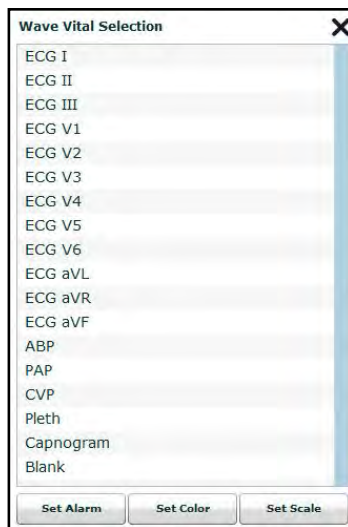 Wave Vital Selection
ECG I
ECG II
ECG III
ECG V1
ECG V2
ECG V3
ECG V4
ECG V5
ECG V6
ECG aVL
ECG aVR
ECG aVF
ABP
PAP
CVP
Pleth
Capnogram
Blank
Set Alarm Set Color Set Scale